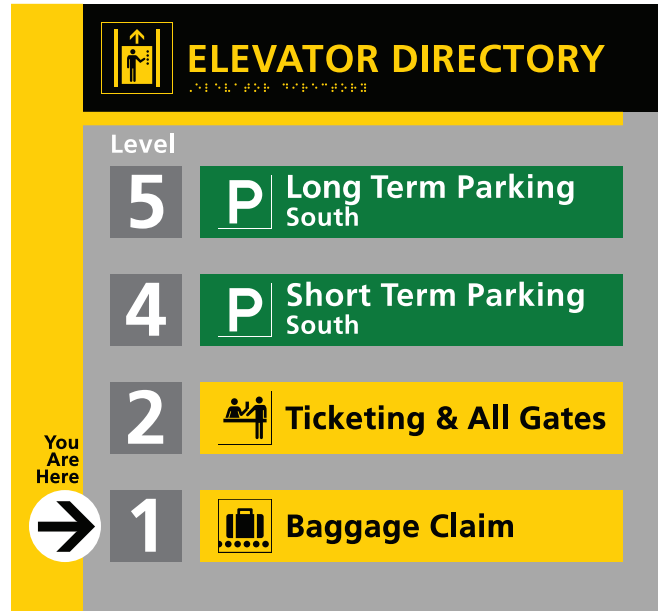 ELEVATOR DIRECTORY
Level
5
P
Long Term Parking
South
4
P
Short Term Parking
South
2
Ticketing & All Gates
You
Are
Here
1
Baggage Claim